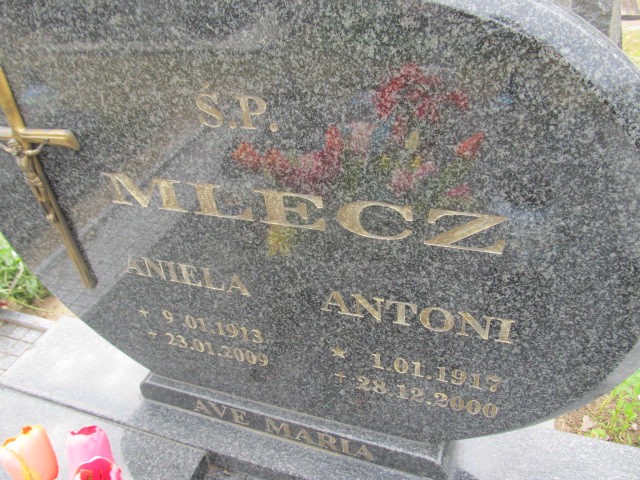 Ś.P.
MLECZ
ANIELA
* 9.01.1913
+ 23.01.2009
ANTONI
* 1.01.1917
+ 28.12.2000
AVE MARIA